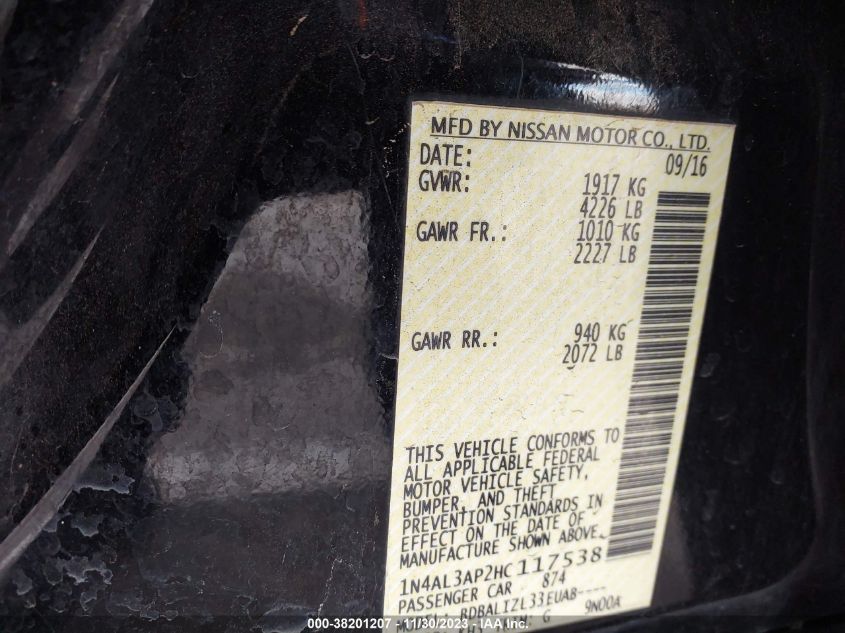 MFD BY NISSAN MOTOR CO., LTD.
DATE: 09/16
GVWR: 1917 KG
4226 LB
GAWR FR.: 1010 KG
2227 LB
GAWR RR.: 940 KG
2072 LB
THIS VEHICLE CONFORMS TO
ALL APPLICABLE FEDERAL
MOTOR VEHICLE SAFETY,
BUMPER, AND THEFT
PREVENTION STANDARDS IN
EFFECT ON THE DATE OF
MANUFACTURE SHOWN ABOVE.
1N4AL3AP2HC117538
PASSENGER CAR 874
BDBALIZL33EUA8----
KH3 G 9N00A
000-38201207 - 11/30/2023 - IAA Inc.